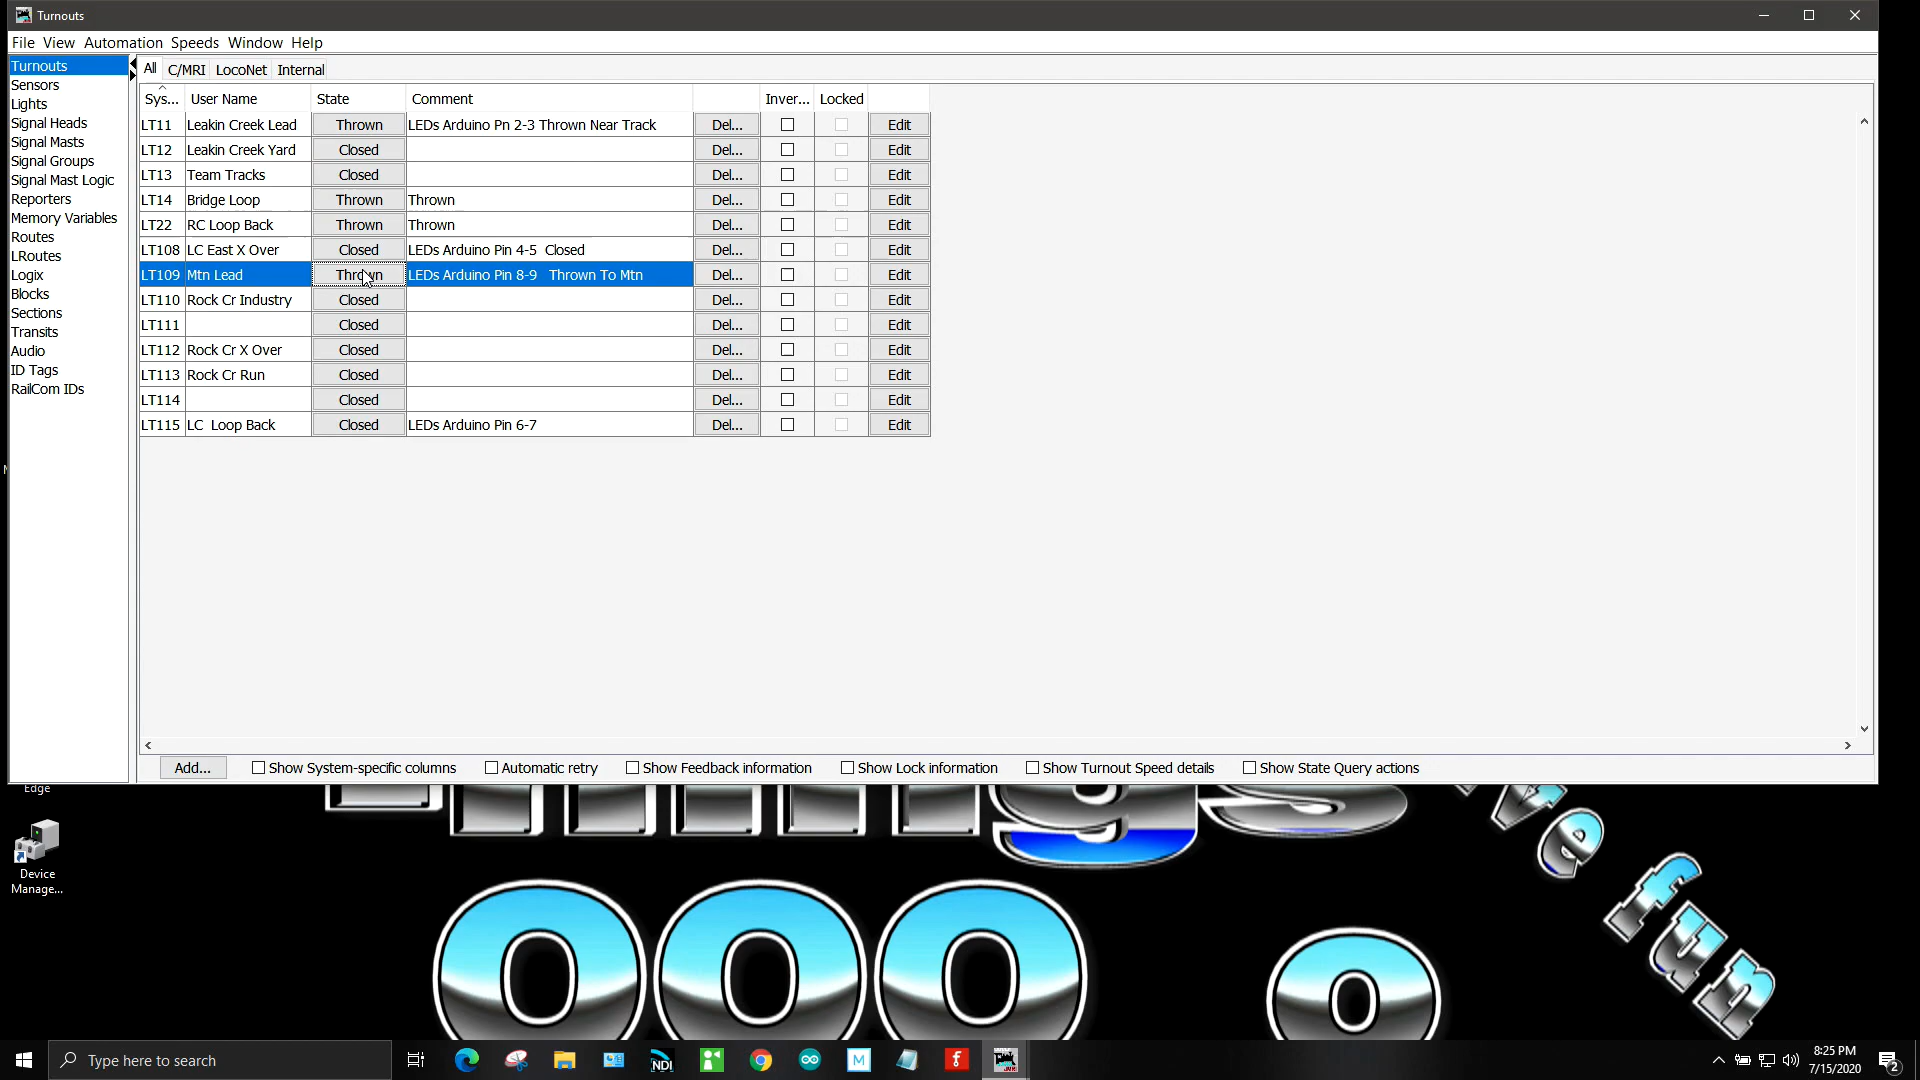 Turnouts
File View Automation Speeds Window Help
Turnouts
Sensors
Lights
Signal Heads
Signal Masts
Signal Groups
Signal Mast Logic
Reporters
Memory Variables
Routes
LRoutes
Logix
Blocks
Sections
Transits
Audio
ID Tags
RailCom IDs
All C/MRI LocoNet Internal
Sys... User Name State Comment Inver... Locked
LT11 Leakin Creek Lead Thrown LEDs Arduino Pn 2-3 Thrown Near Track Del... Edit
LT12 Leakin Creek Yard Closed Del... Edit
LT13 Team Tracks Closed Del... Edit
LT14 Bridge Loop Thrown Thrown Del... Edit
LT22 RC Loop Back Thrown Thrown Del... Edit
LT108 LC East X Over Closed LEDs Arduino Pin 4-5 Closed Del... Edit
LT109 Mtn Lead Thrown LEDs Arduino Pin 8-9 Thrown To Mtn Del... Edit
LT110 Rock Cr Industry Closed Del... Edit
LT111 Closed Del... Edit
LT112 Rock Cr X Over Closed Del... Edit
LT113 Rock Cr Run Closed Del... Edit
LT114 Closed Del... Edit
LT115 LC Loop Back Closed LEDs Arduino Pin 6-7 Del... Edit
Add... Show System-specific columns Automatic retry Show Feedback information Show Lock information Show Turnout Speed details Show State Query actions
Edge
Device
Manage...
ve fun
OOO O
Type here to search
NDI
M
f
8:25 PM
7/15/2020
2